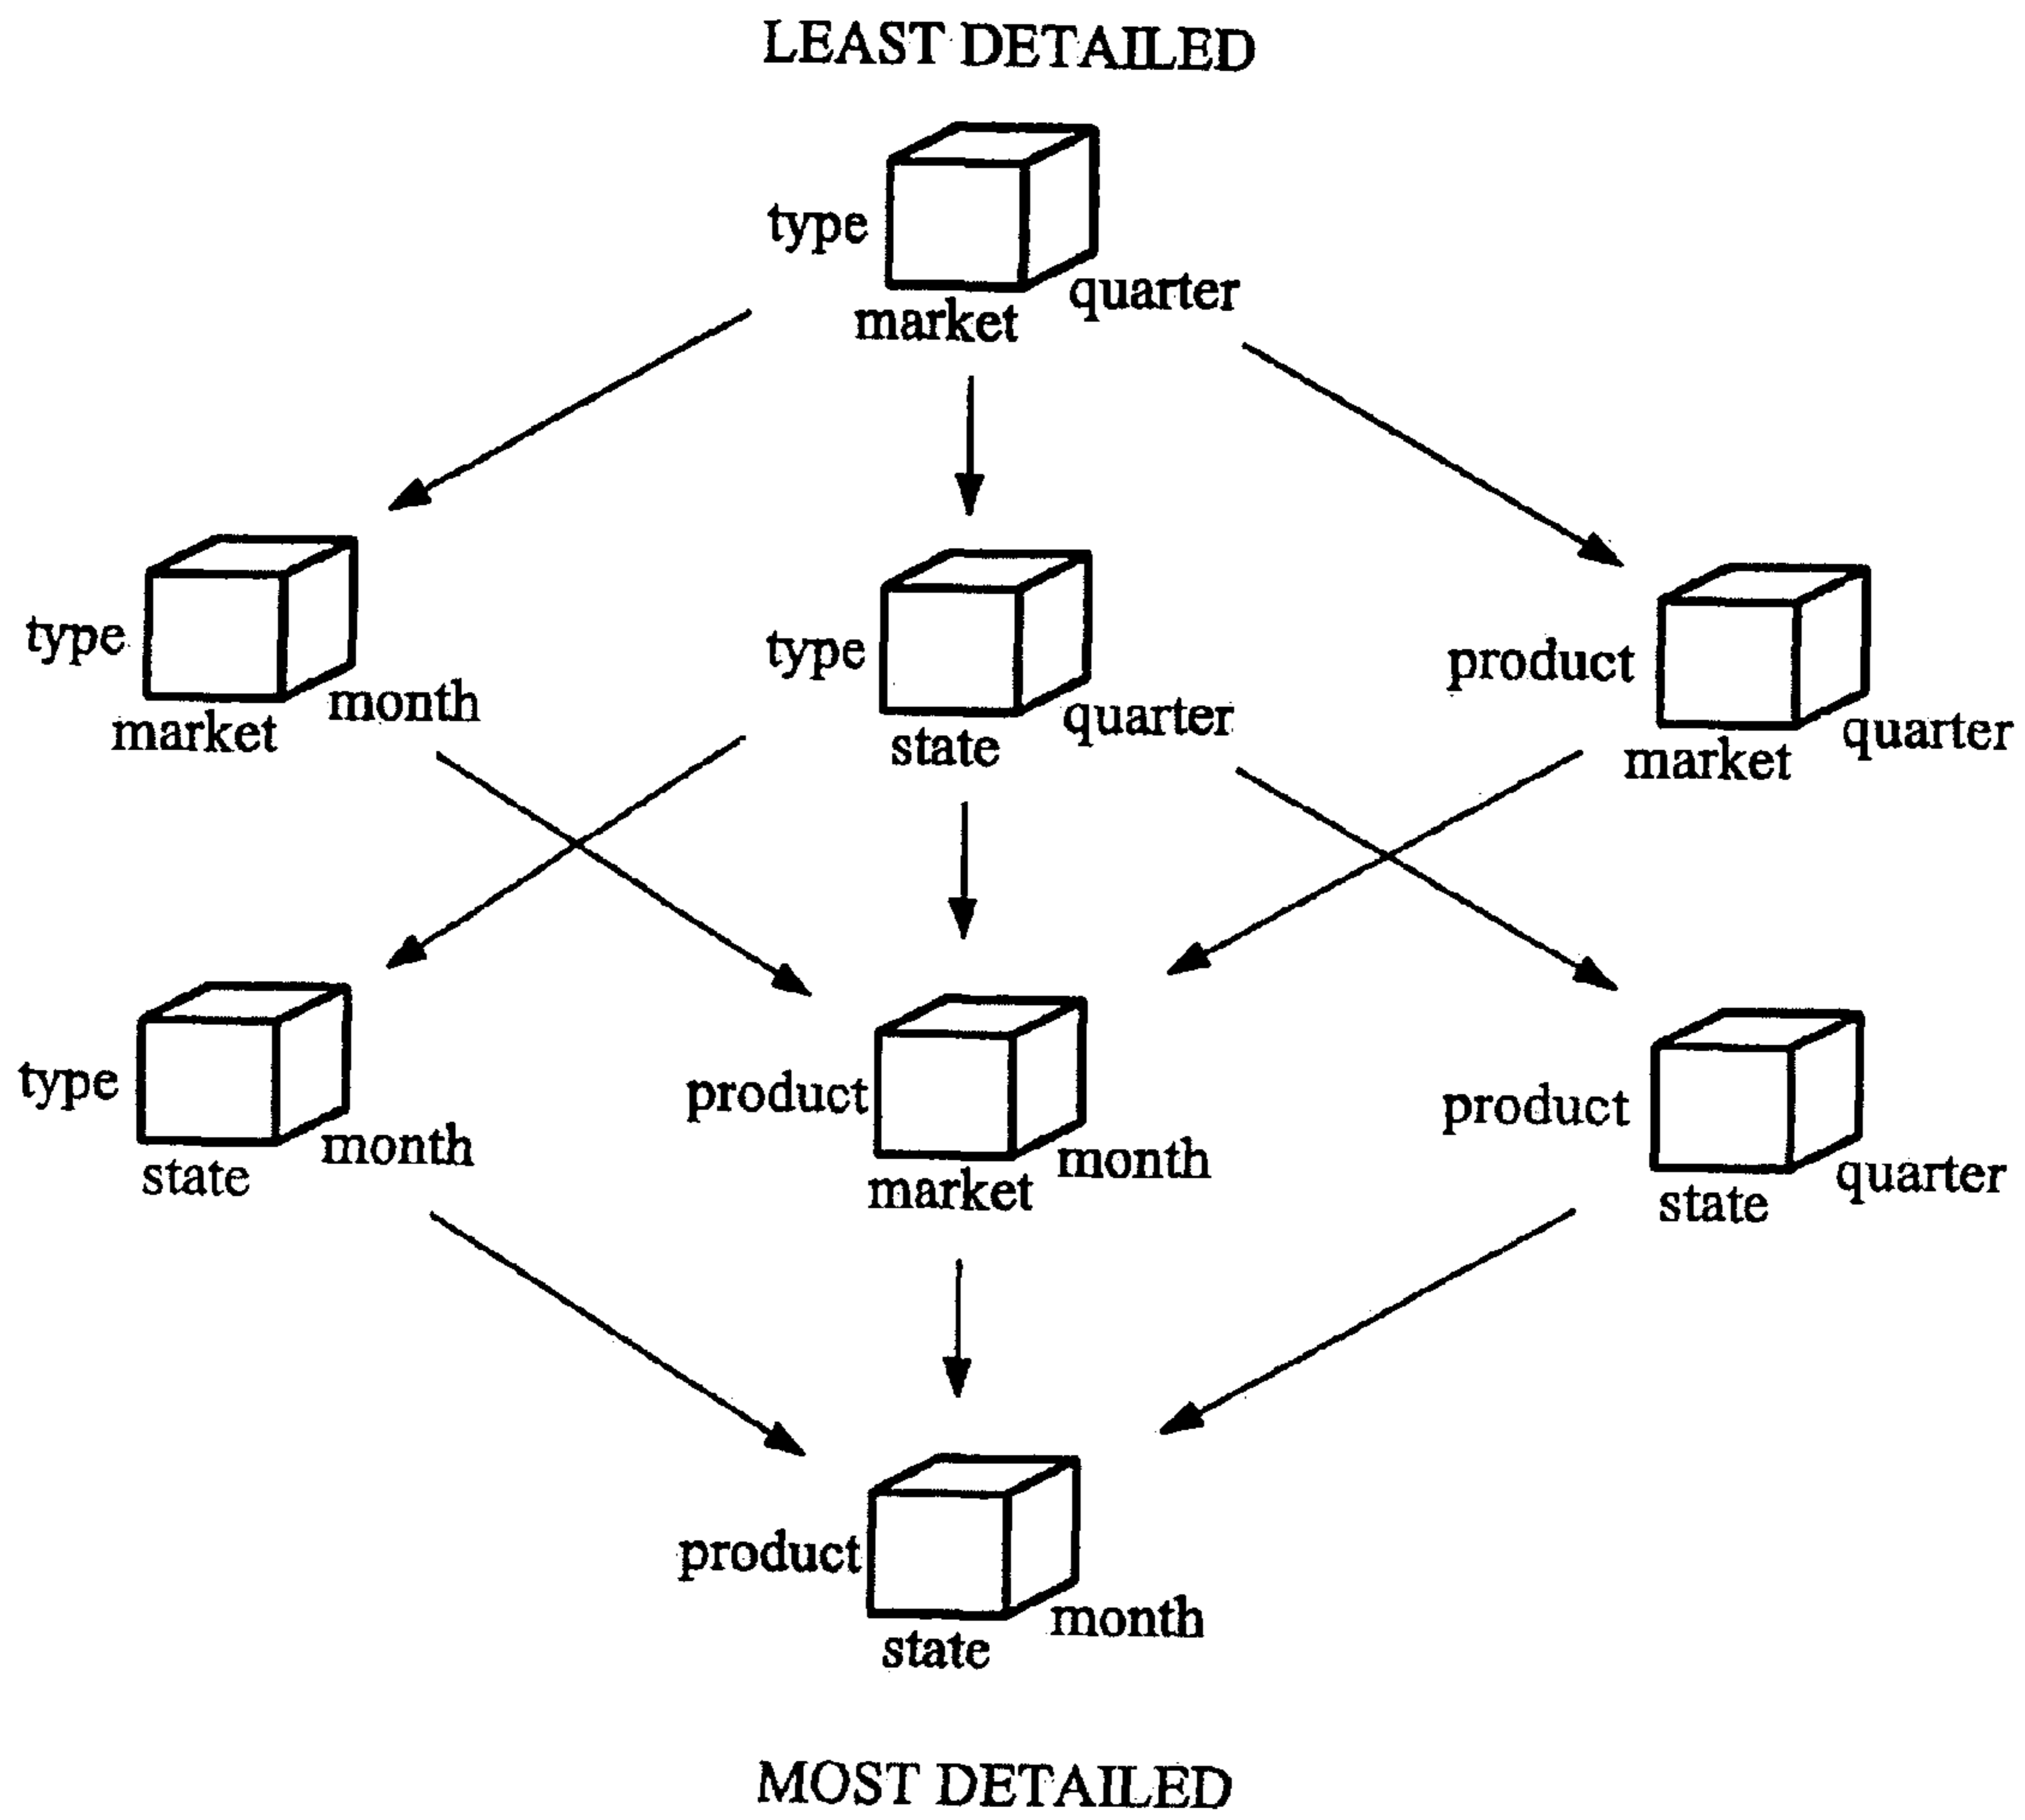 LEAST DETAILED
type
quarter
market
type
month
market
type
quarter
state
product
quarter
market
type
month
state
product
month
market
product
quarter
state
product
month
state
MOST DETAILED